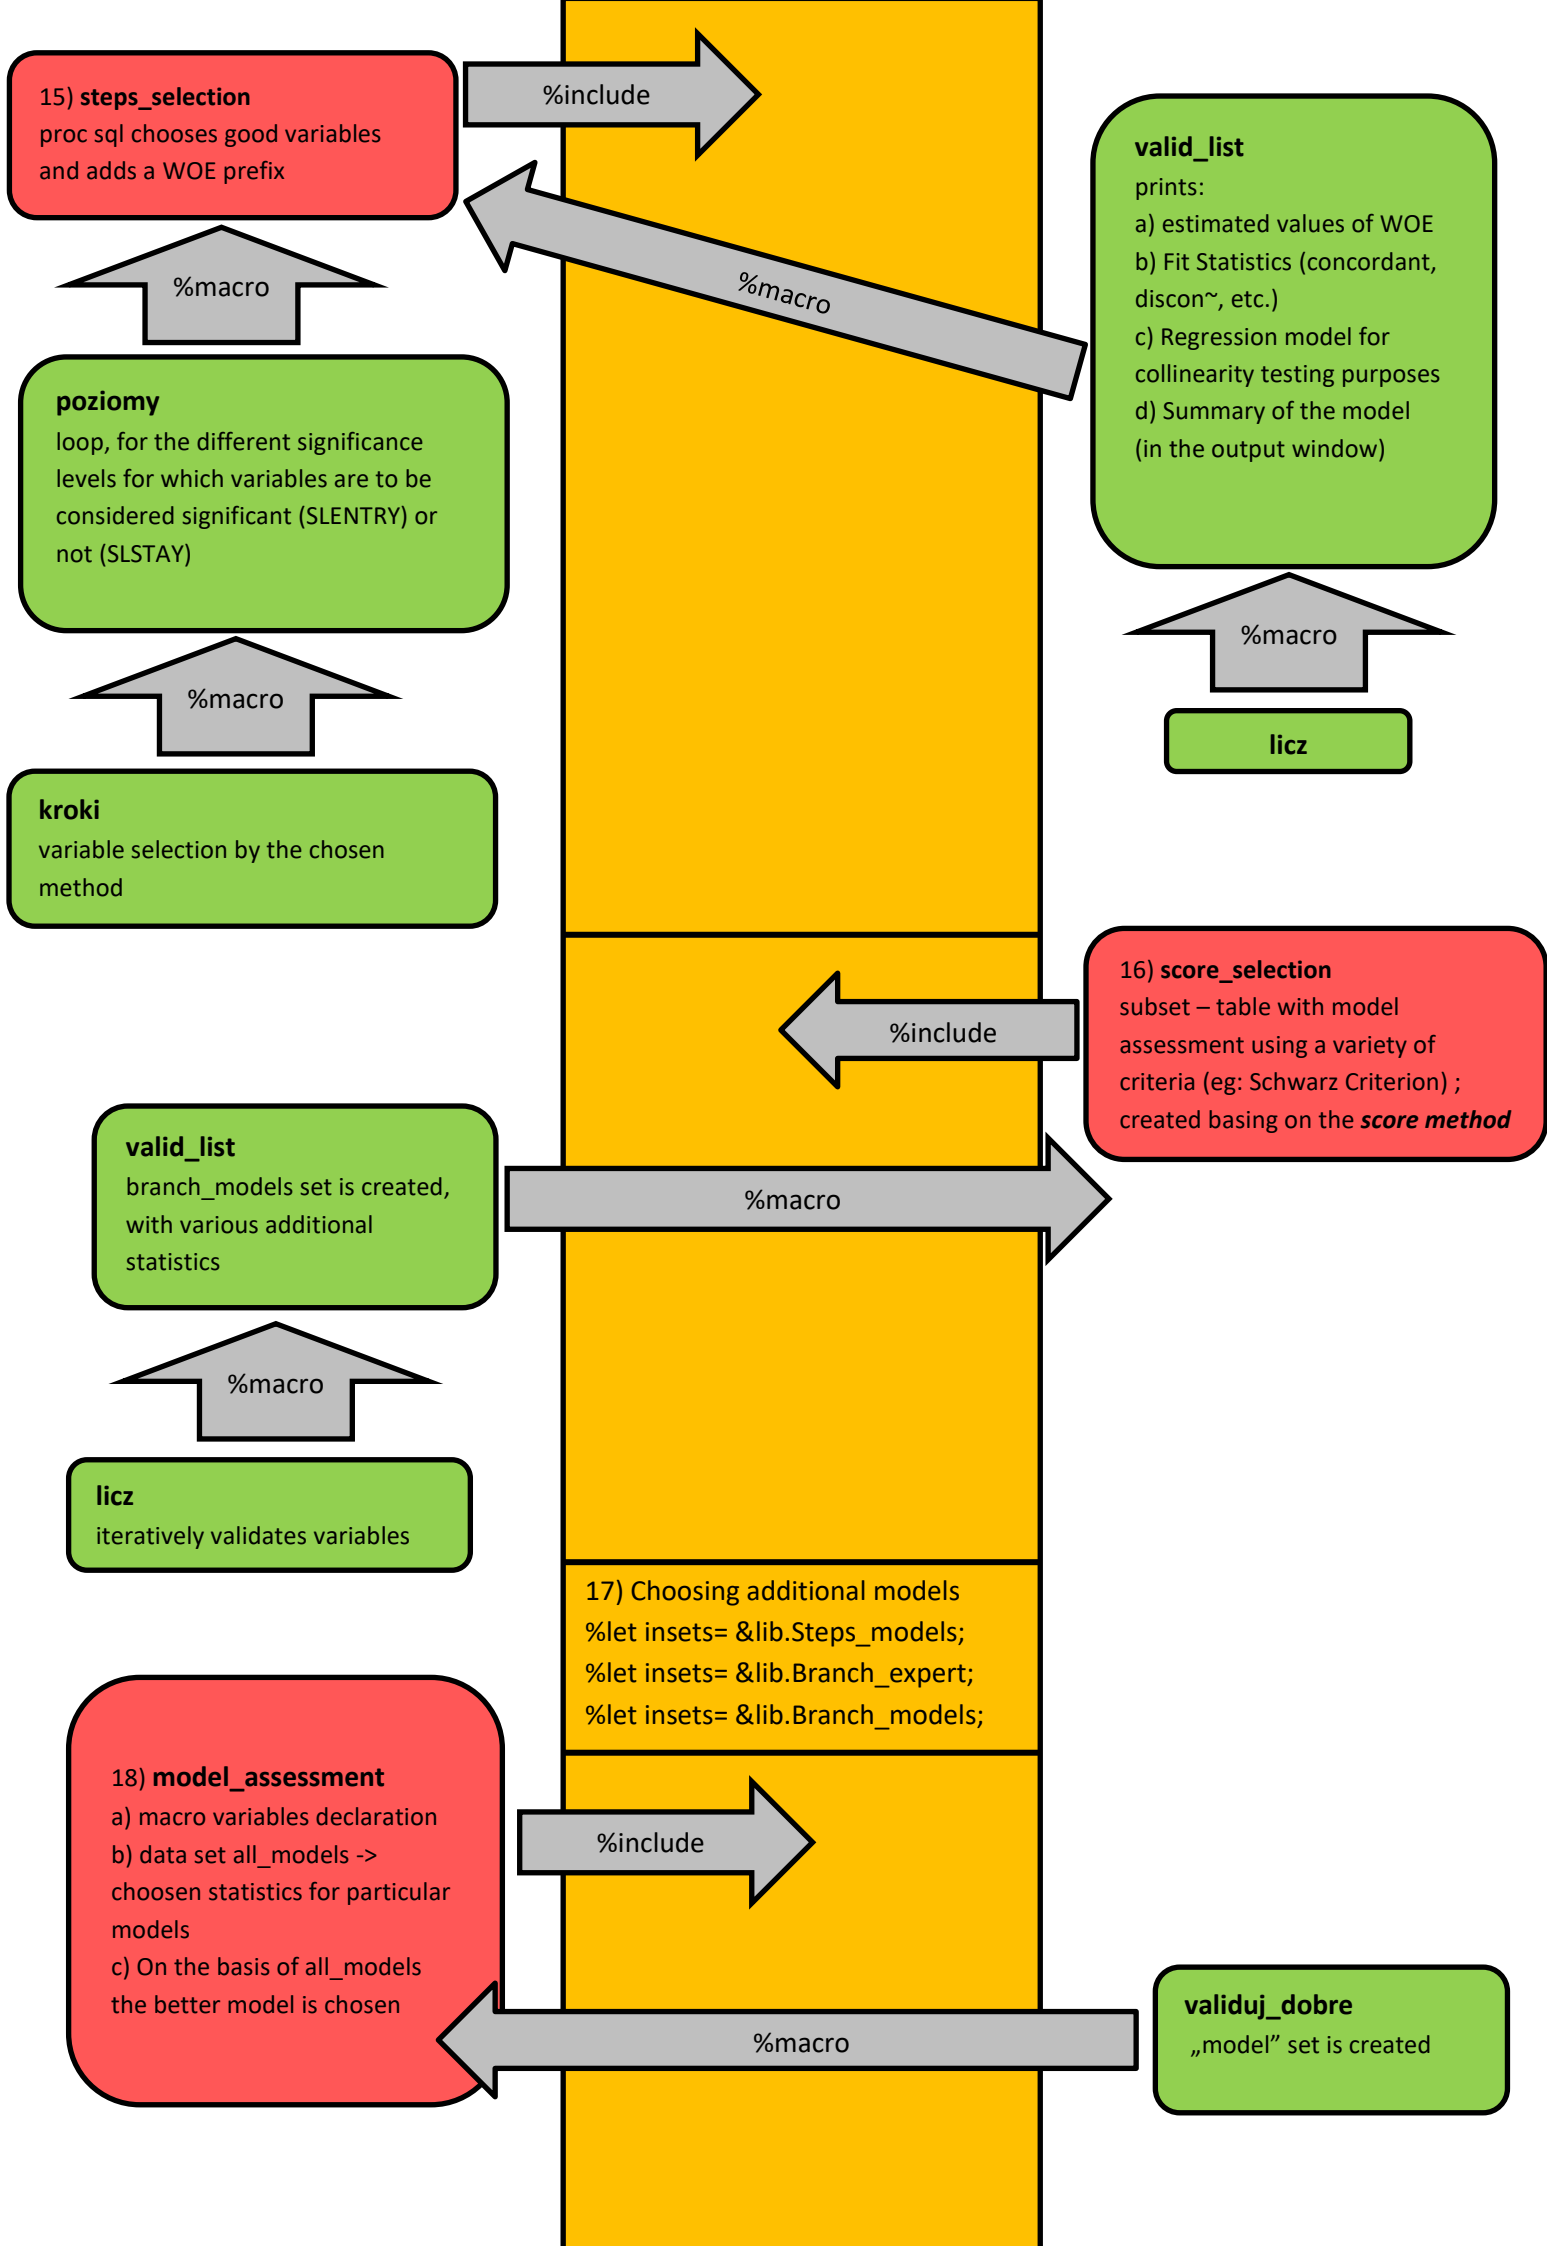 15) steps_selection
proc sql chooses good variables
and adds a WOE prefix
%include
valid_list
prints:
a) estimated values of WOE
b) Fit Statistics (concordant,
discon~, etc.)
c) Regression model for
collinearity testing purposes
d) Summary of the model
(in the output window)
%macro
%macro
poziomy
loop, for the different significance
levels for which variables are to be
considered significant (SLENTRY) or
not (SLSTAY)
%macro
%macro
licz
kroki
variable selection by the chosen
method
16) score_selection
subset – table with model
assessment using a variety of
criteria (eg: Schwarz Criterion) ;
created basing on the score method
%include
valid_list
branch_models set is created,
with various additional
statistics
%macro
%macro
licz
iteratively validates variables
17) Choosing additional models
%let insets= &lib.Steps_models;
%let insets= &lib.Branch_expert;
%let insets= &lib.Branch_models;
18) model_assessment
a) macro variables declaration
b) data set all_models ->
choosen statistics for particular
models
c) On the basis of all_models
the better model is chosen
%include
%macro
validuj_dobre
„model” set is created